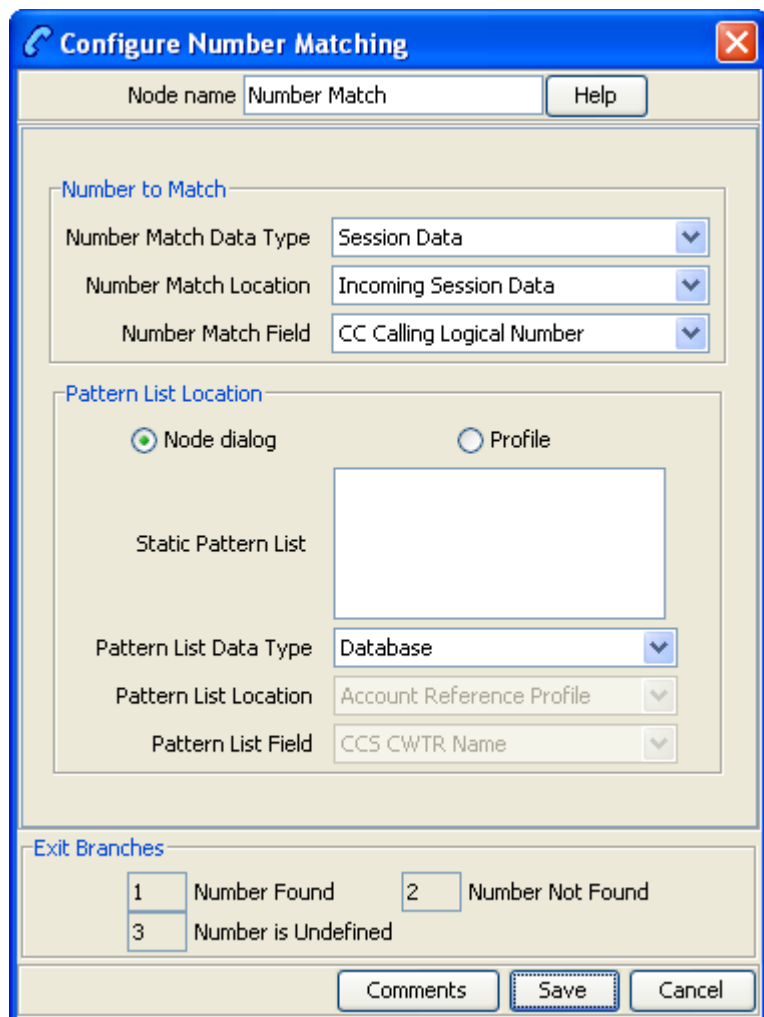 Configure Number Matching
Node name Number Match Help
Number to Match
Number Match Data Type Session Data
Number Match Location Incoming Session Data
Number Match Field CC Calling Logical Number
Pattern List Location
Node dialog Profile
Static Pattern List
Pattern List Data Type Database
Pattern List Location Account Reference Profile
Pattern List Field CCS CWTR Name
Exit Branches
1 Number Found 2 Number Not Found
3 Number is Undefined
Comments Save Cancel